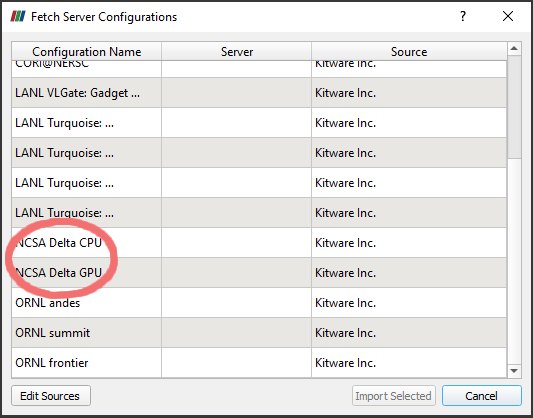 Fetch Server Configurations
?
Configuration Name Server Source
CORI@NERSC Kitware Inc.
LANL VLGate: Gadget ... Kitware Inc.
LANL Turquoise: ... Kitware Inc.
LANL Turquoise: ... Kitware Inc.
LANL Turquoise: ... Kitware Inc.
LANL Turquoise: ... Kitware Inc.
NCSA Delta CPU Kitware Inc.
NCSA Delta GPU Kitware Inc.
ORNL andes Kitware Inc.
ORNL summit Kitware Inc.
ORNL frontier Kitware Inc.
Edit Sources Import Selected Cancel